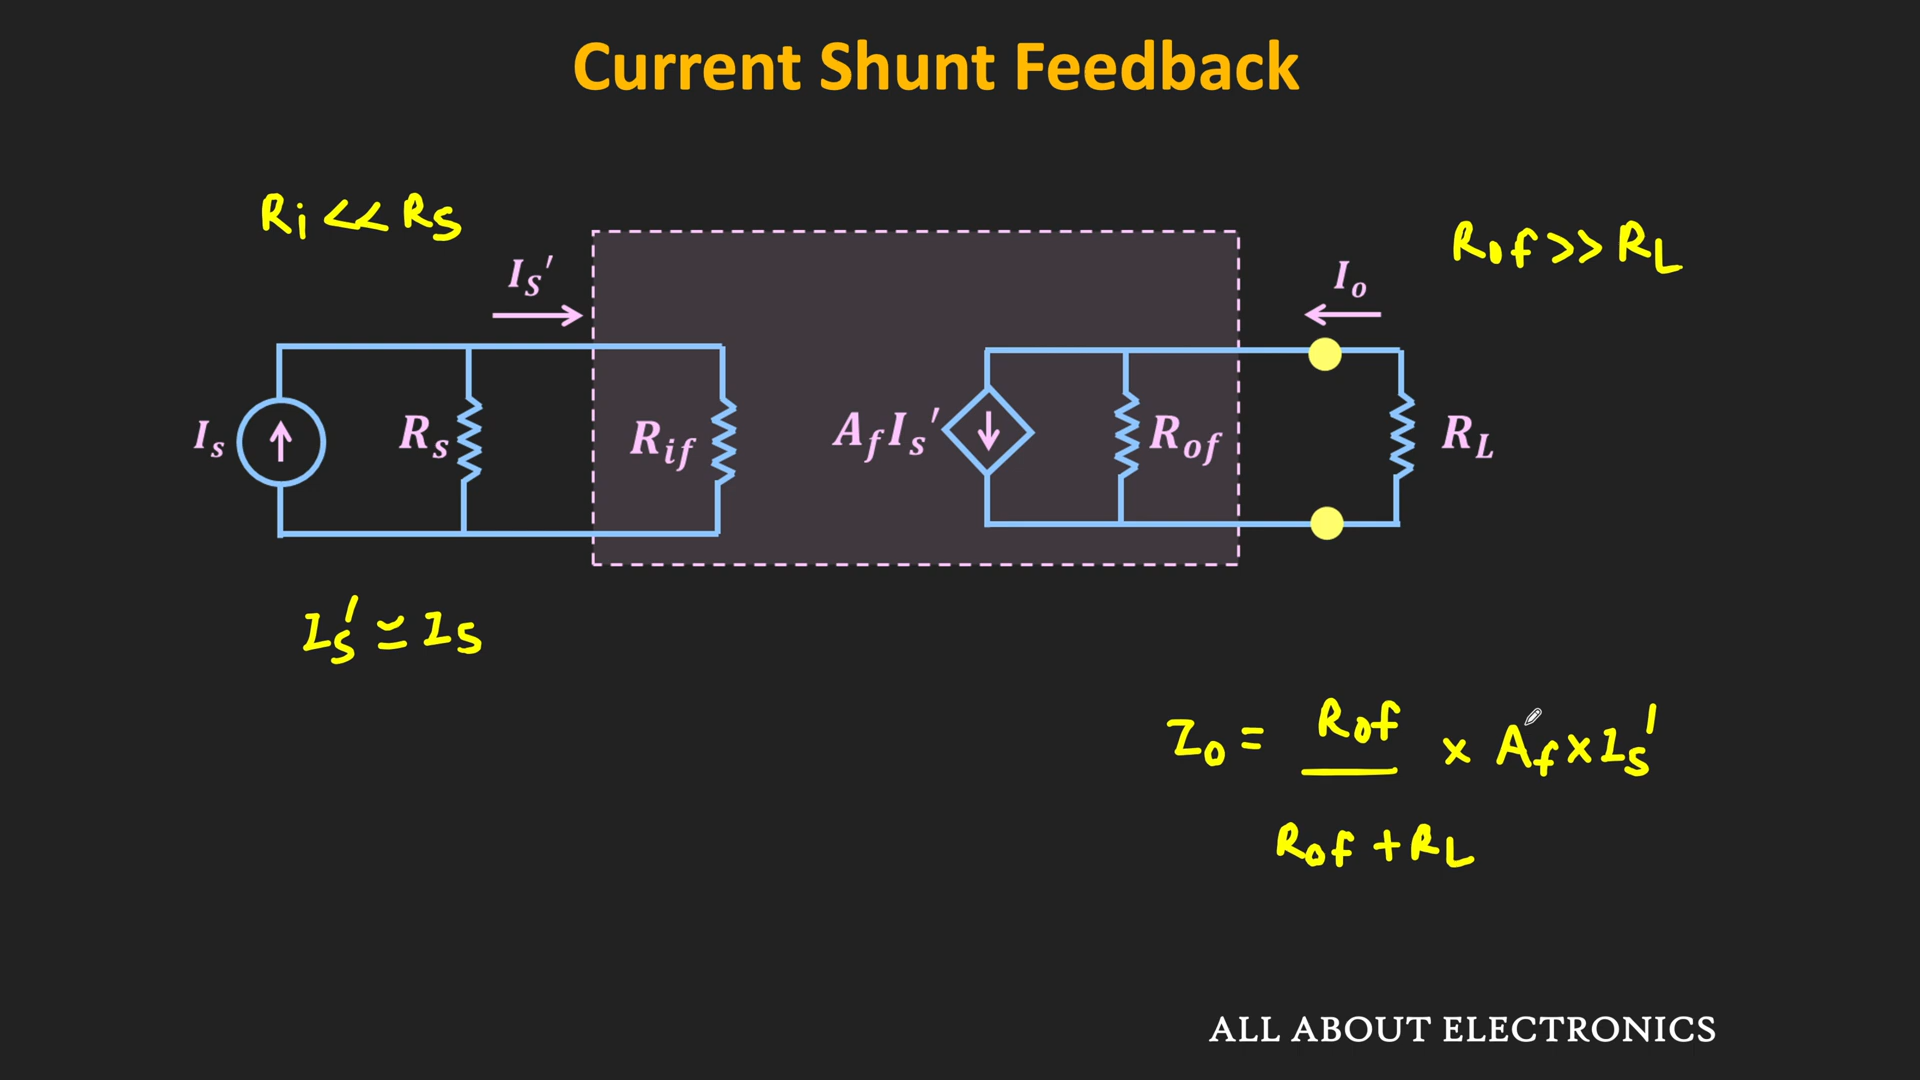 Current Shunt Feedback
Ri << Rs
Rof >> RL
Is′
Io
Is
Rs
Rif
AfIs′
Rof
RL
Is′ ≃ Is
Io = Rof / Rof + RL × Af × Is′
ALL ABOUT ELECTRONICS